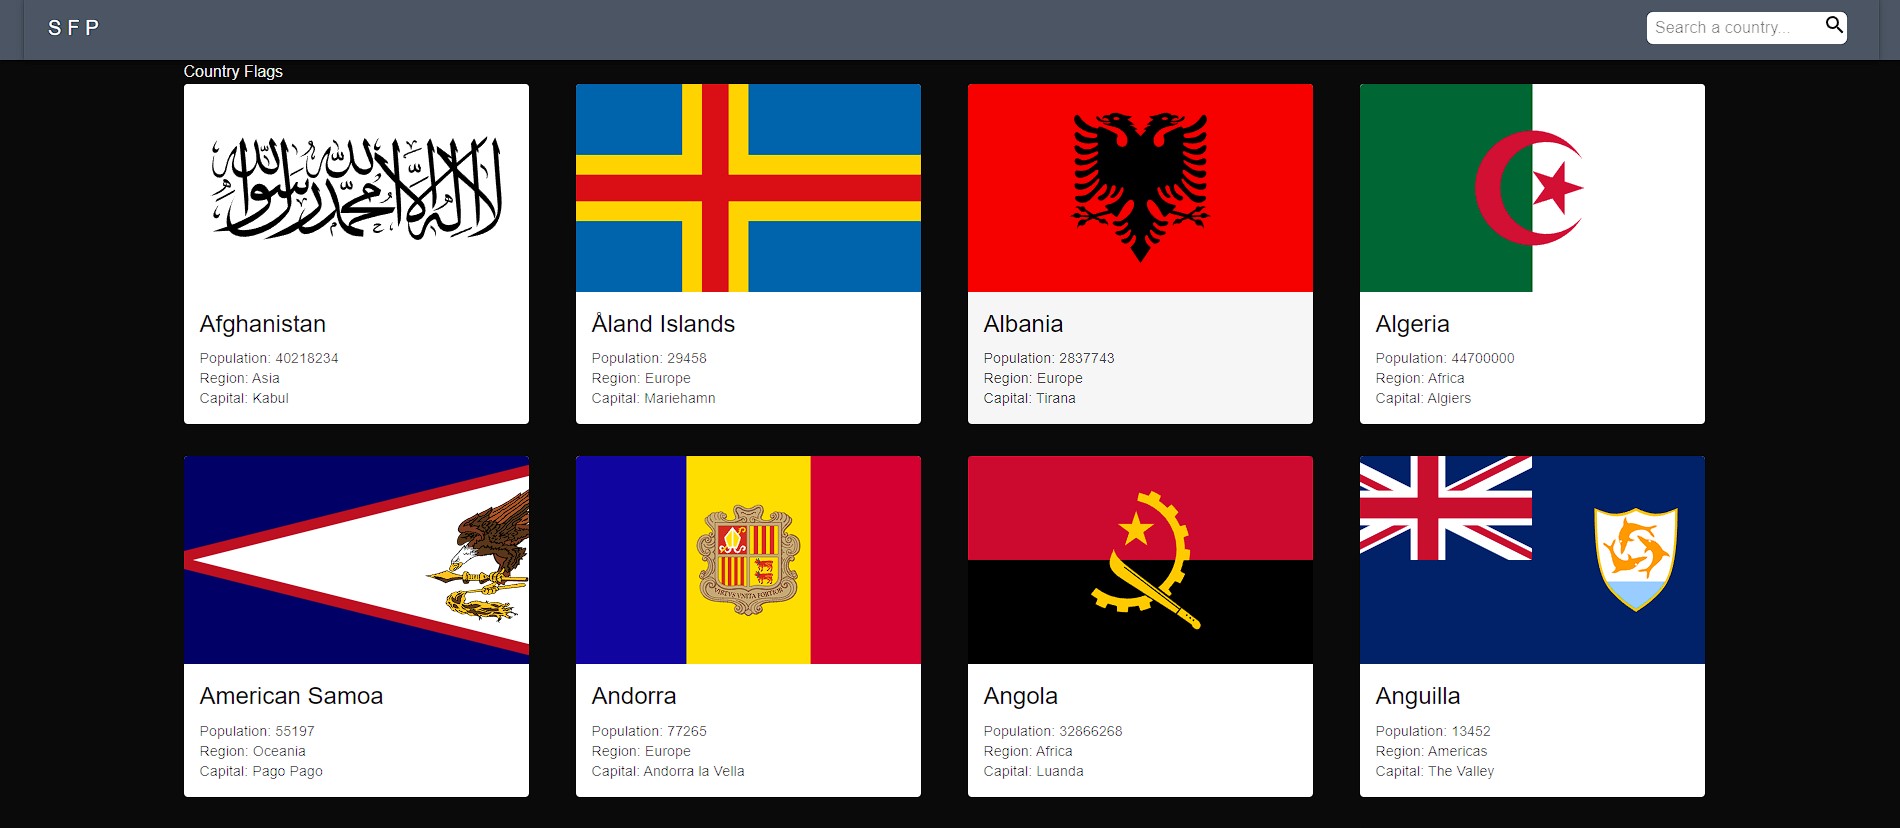 S F P
Search a country...
Country Flags
لا إله إلا الله محمد رسول الله
Afghanistan
Population: 40218234
Region: Asia
Capital: Kabul
Åland Islands
Population: 29458
Region: Europe
Capital: Mariehamn
Albania
Population: 2837743
Region: Europe
Capital: Tirana
Algeria
Population: 44700000
Region: Africa
Capital: Algiers
American Samoa
Population: 55197
Region: Oceania
Capital: Pago Pago
VIRTVS VNITA FORTIOR
Andorra
Population: 77265
Region: Europe
Capital: Andorra la Vella
Angola
Population: 32866268
Region: Africa
Capital: Luanda
Anguilla
Population: 13452
Region: Americas
Capital: The Valley